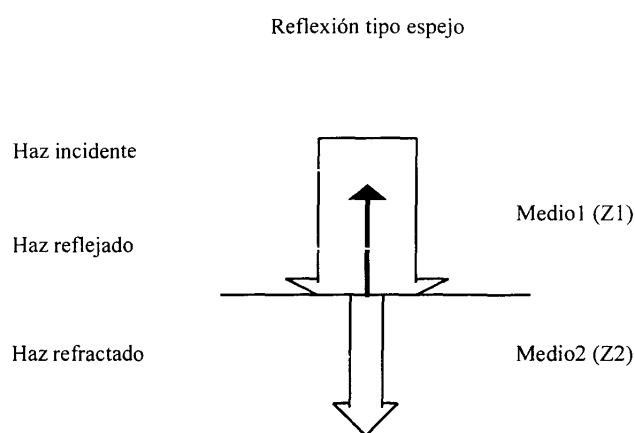 Reflexión tipo espejo
Haz incidente
Medio1 (Z1)
Haz reflejado
Haz refractado
Medio2 (Z2)